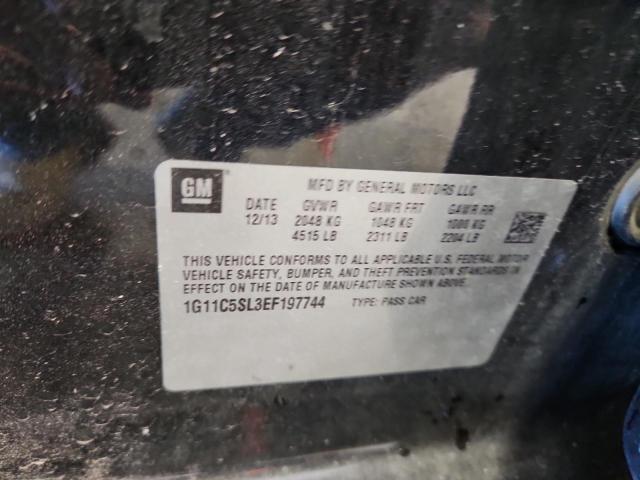 GM
MFD BY GENERAL MOTORS LLC
DATE GVWR GAWR FRT GAWR RR
12/13 2048 KG 1048 KG 1000 KG
4515 LB 2311 LB 2204 LB
THIS VEHICLE CONFORMS TO ALL APPLICABLE U.S. FEDERAL MOTOR
VEHICLE SAFETY, BUMPER, AND THEFT PREVENTION STANDARDS IN
EFFECT ON THE DATE OF MANUFACTURE SHOWN ABOVE.
1G11C5SL3EF197744 TYPE: PASS CAR